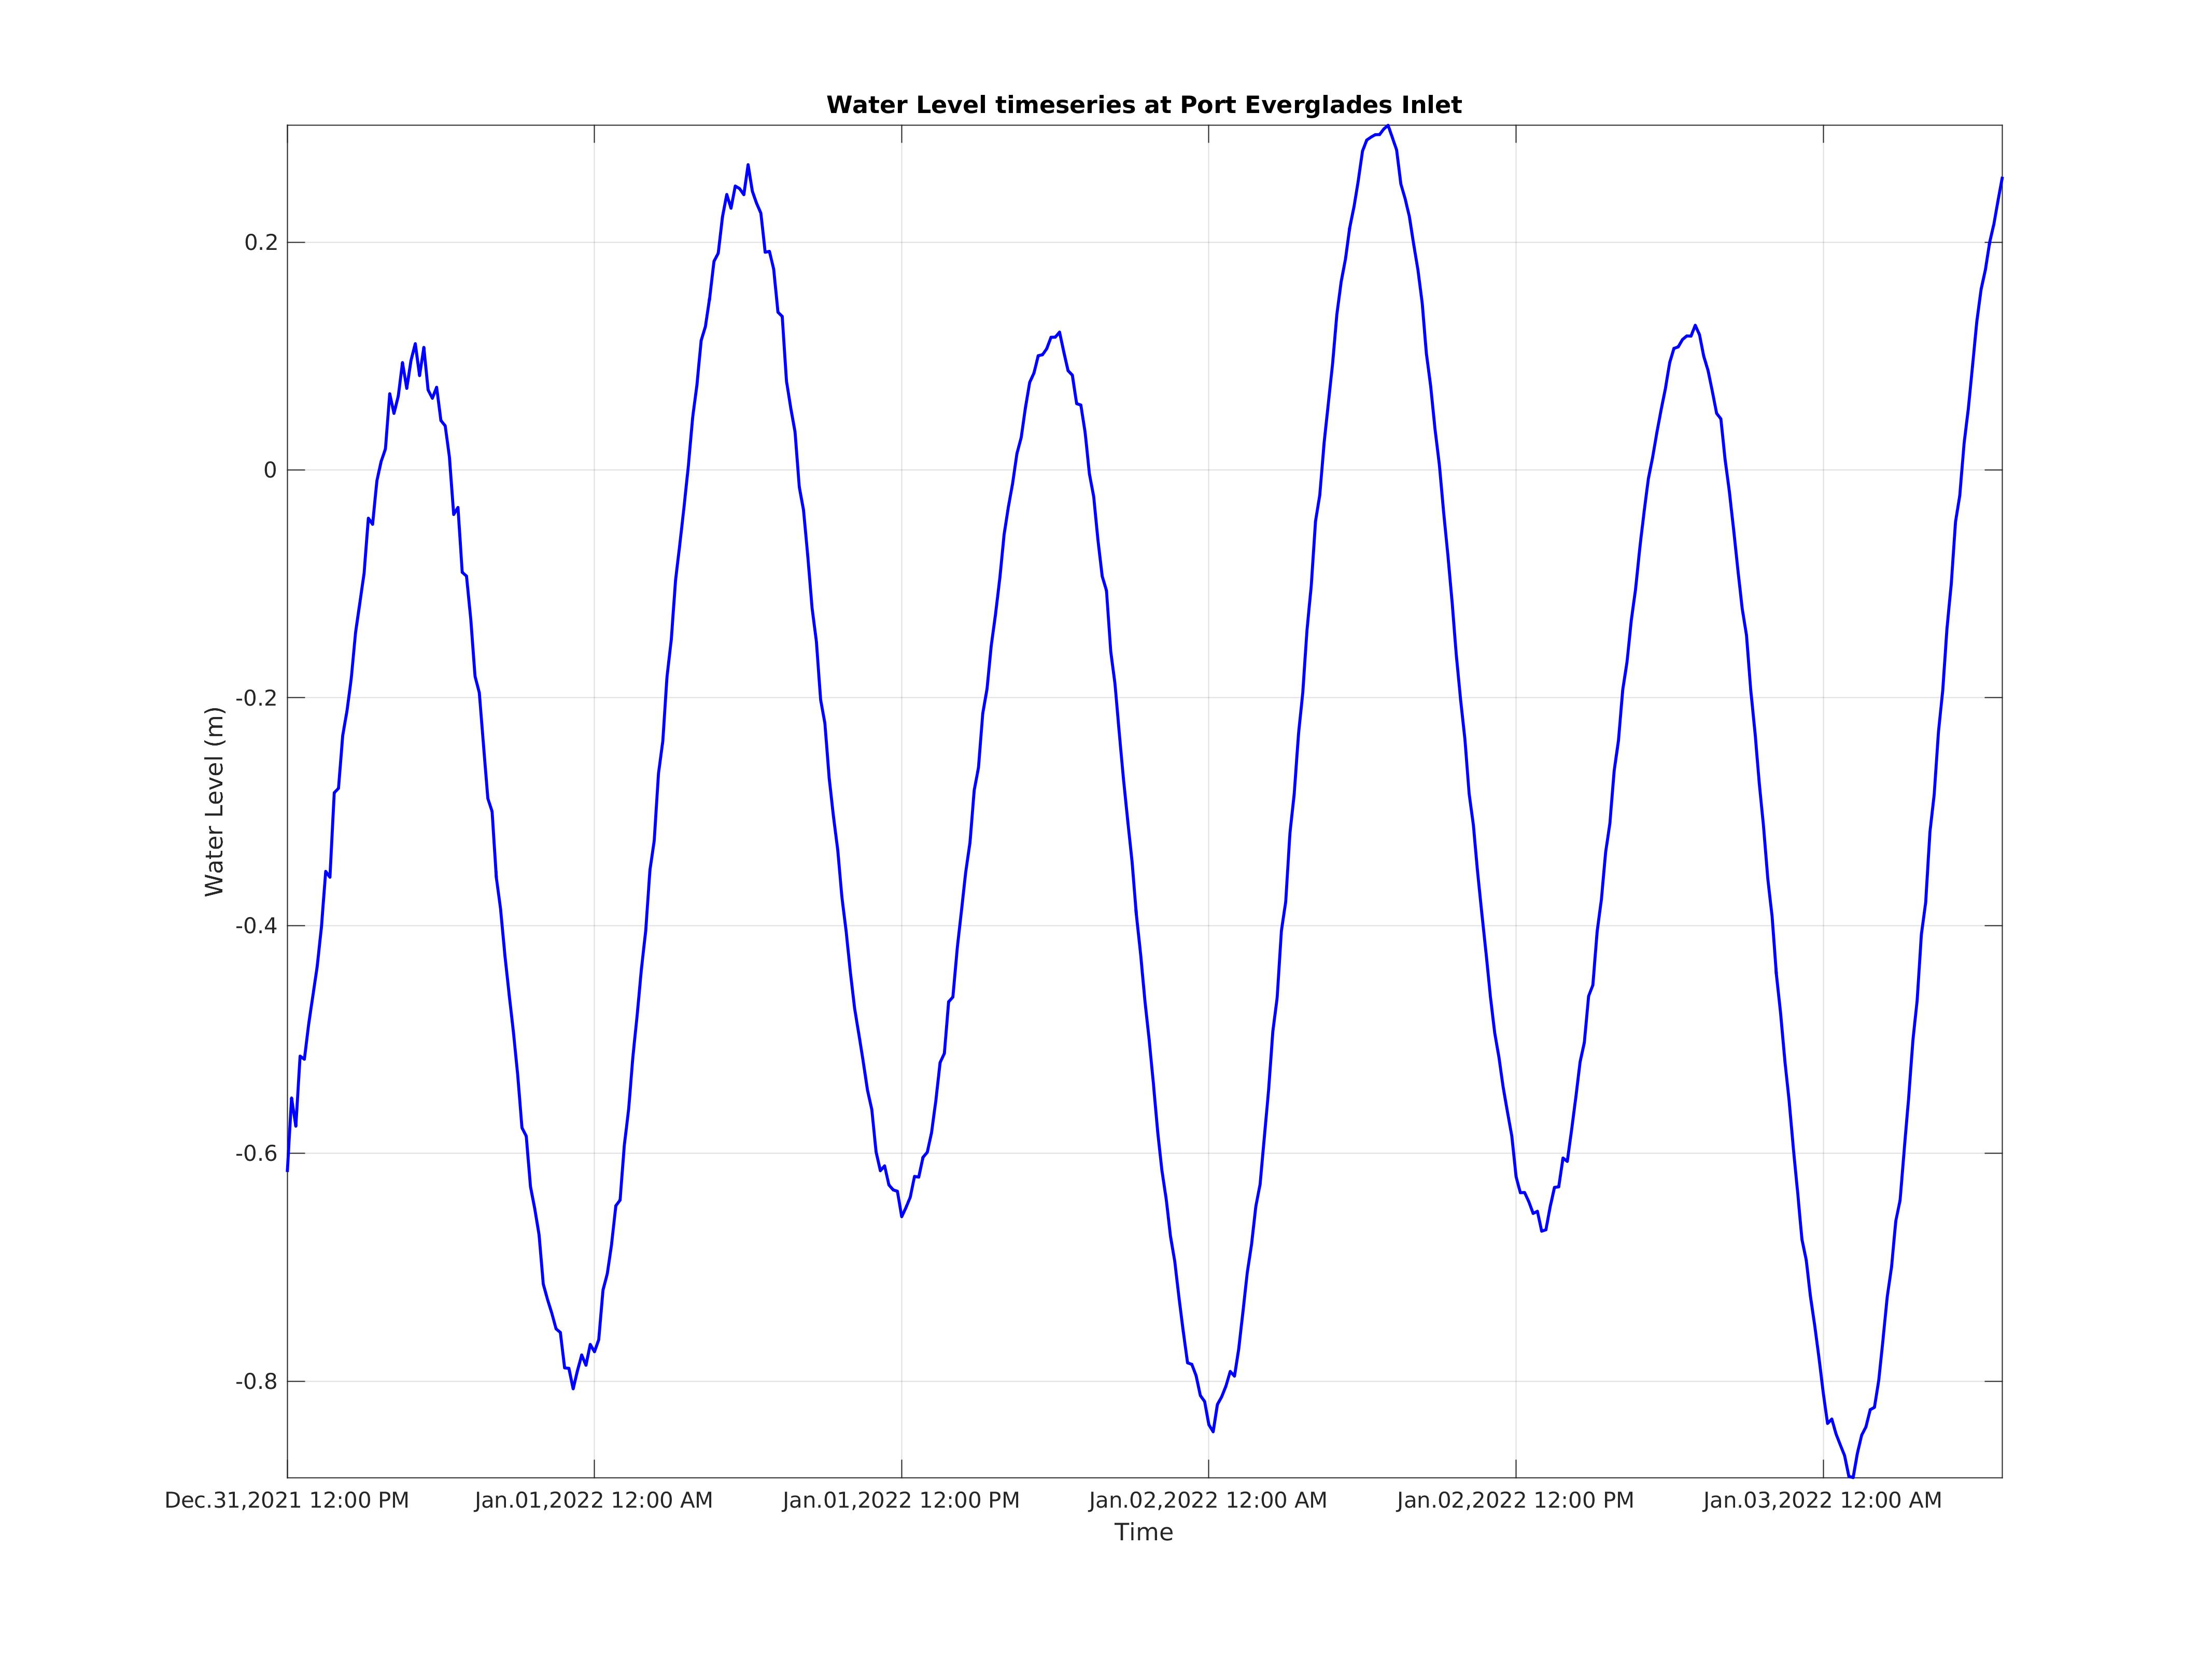 Water Level timeseries at Port Everglades Inlet
0.2
0
-0.2
-0.4
-0.6
-0.8
Water Level (m)
Dec.31,2021 12:00 PM
Jan.01,2022 12:00 AM
Jan.01,2022 12:00 PM
Jan.02,2022 12:00 AM
Jan.02,2022 12:00 PM
Jan.03,2022 12:00 AM
Time